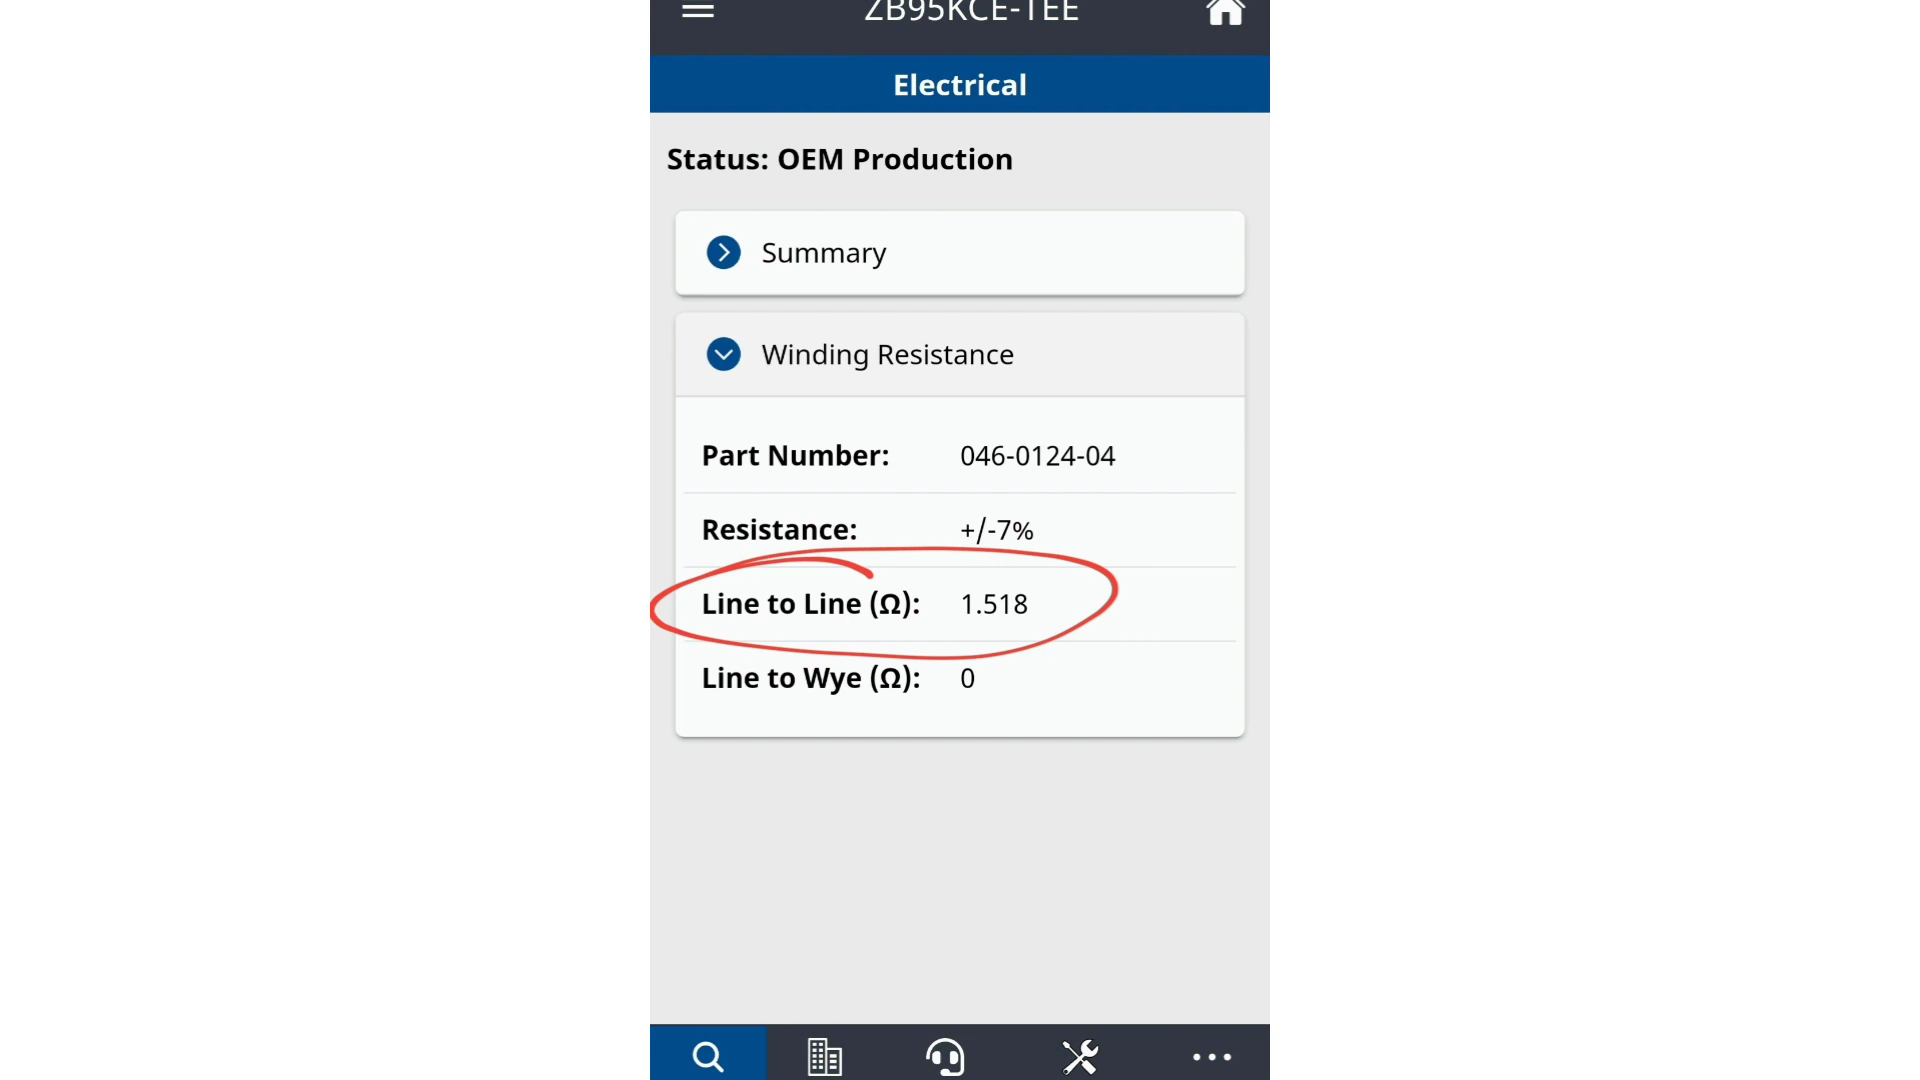 ZB95KCE-TEE
Electrical
Status: OEM Production
Summary
Winding Resistance
Part Number: 046-0124-04
Resistance: +/-7%
Line to Line (Ω): 1.518
Line to Wye (Ω): 0